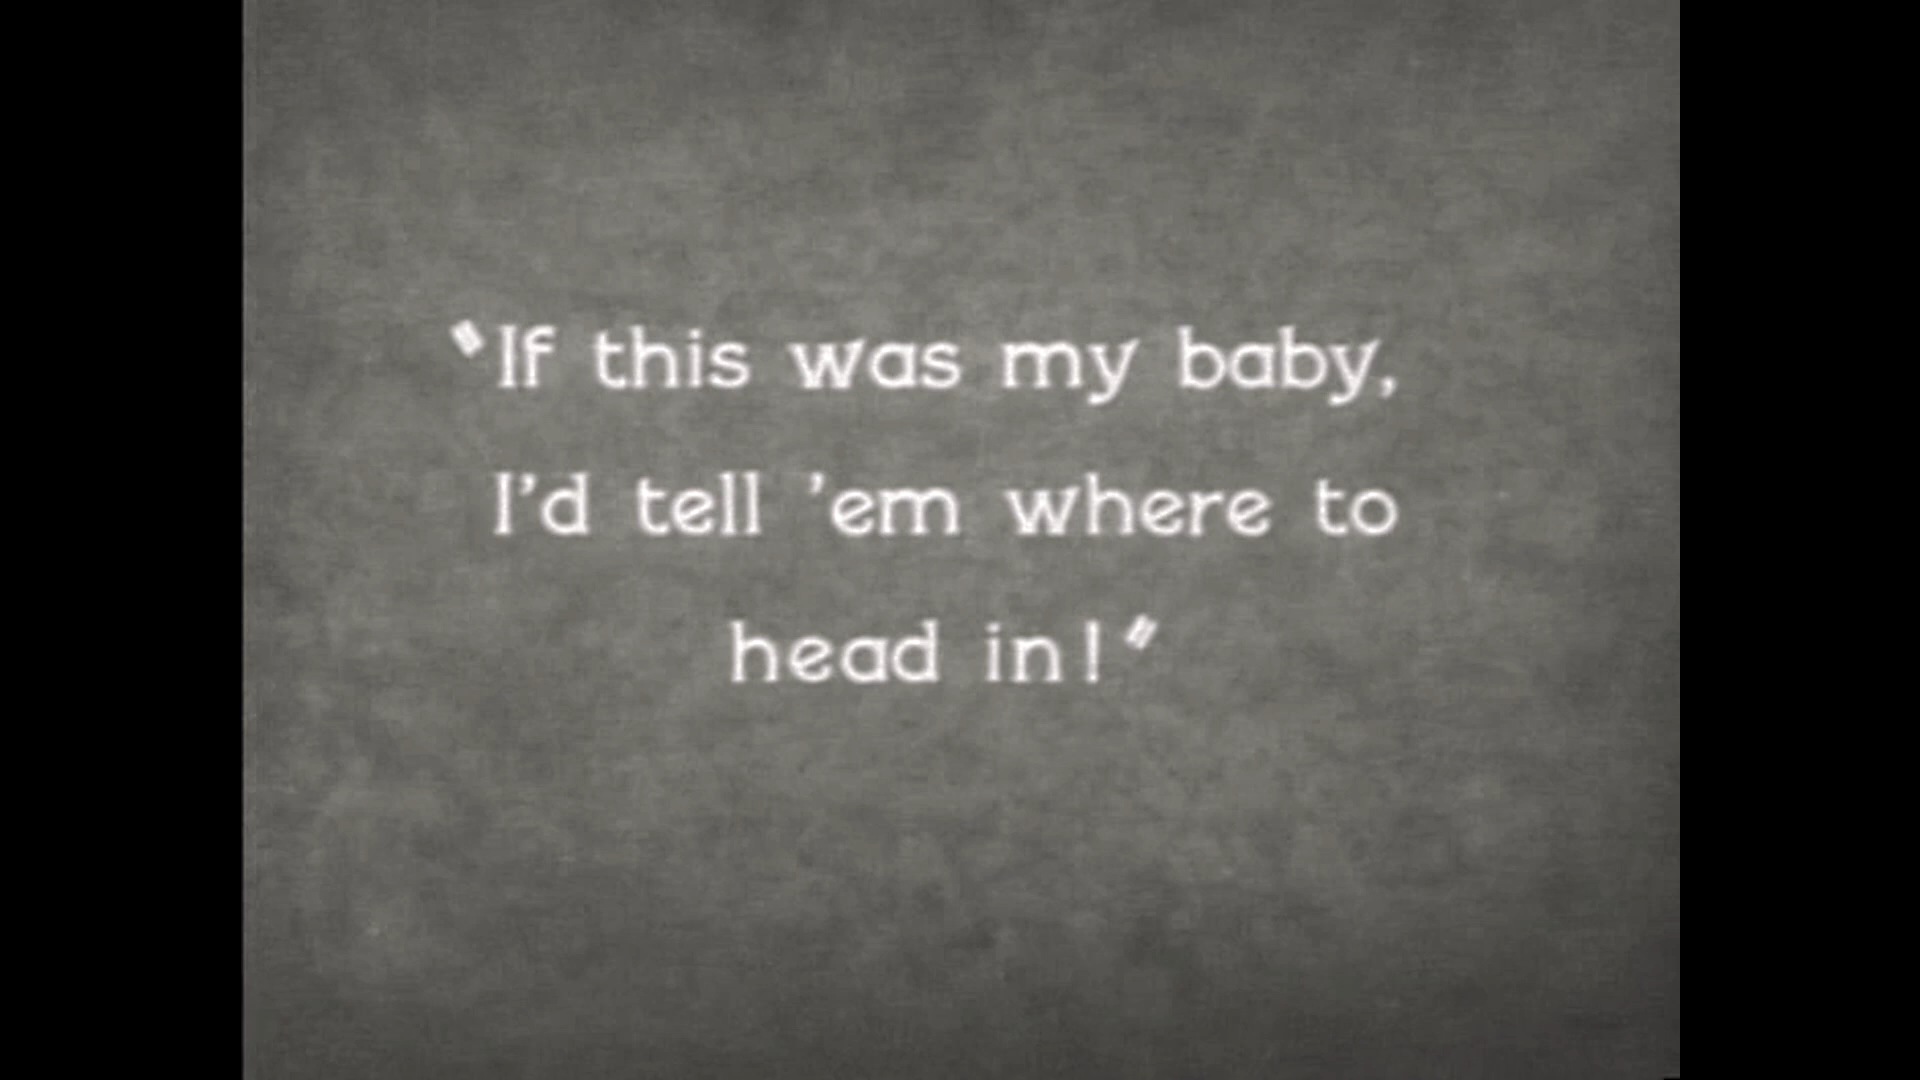 "If this was my baby,
I'd tell 'em where to
head in!"